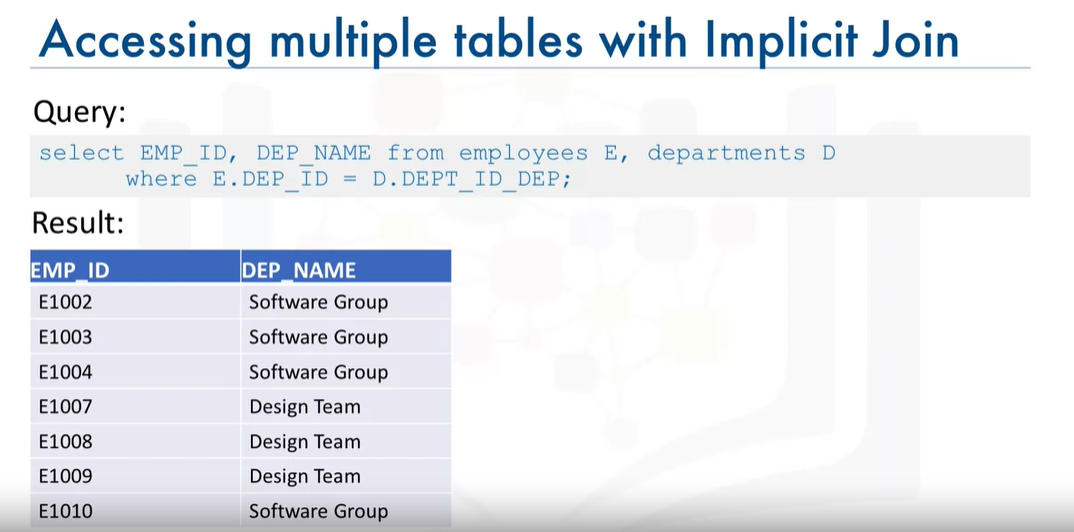 Accessing multiple tables with Implicit Join
Query:
select EMP_ID, DEP_NAME from employees E, departments D
where E.DEP_ID = D.DEPT_ID_DEP;
Result:
EMP_ID DEP_NAME
E1002 Software Group
E1003 Software Group
E1004 Software Group
E1007 Design Team
E1008 Design Team
E1009 Design Team
E1010 Software Group